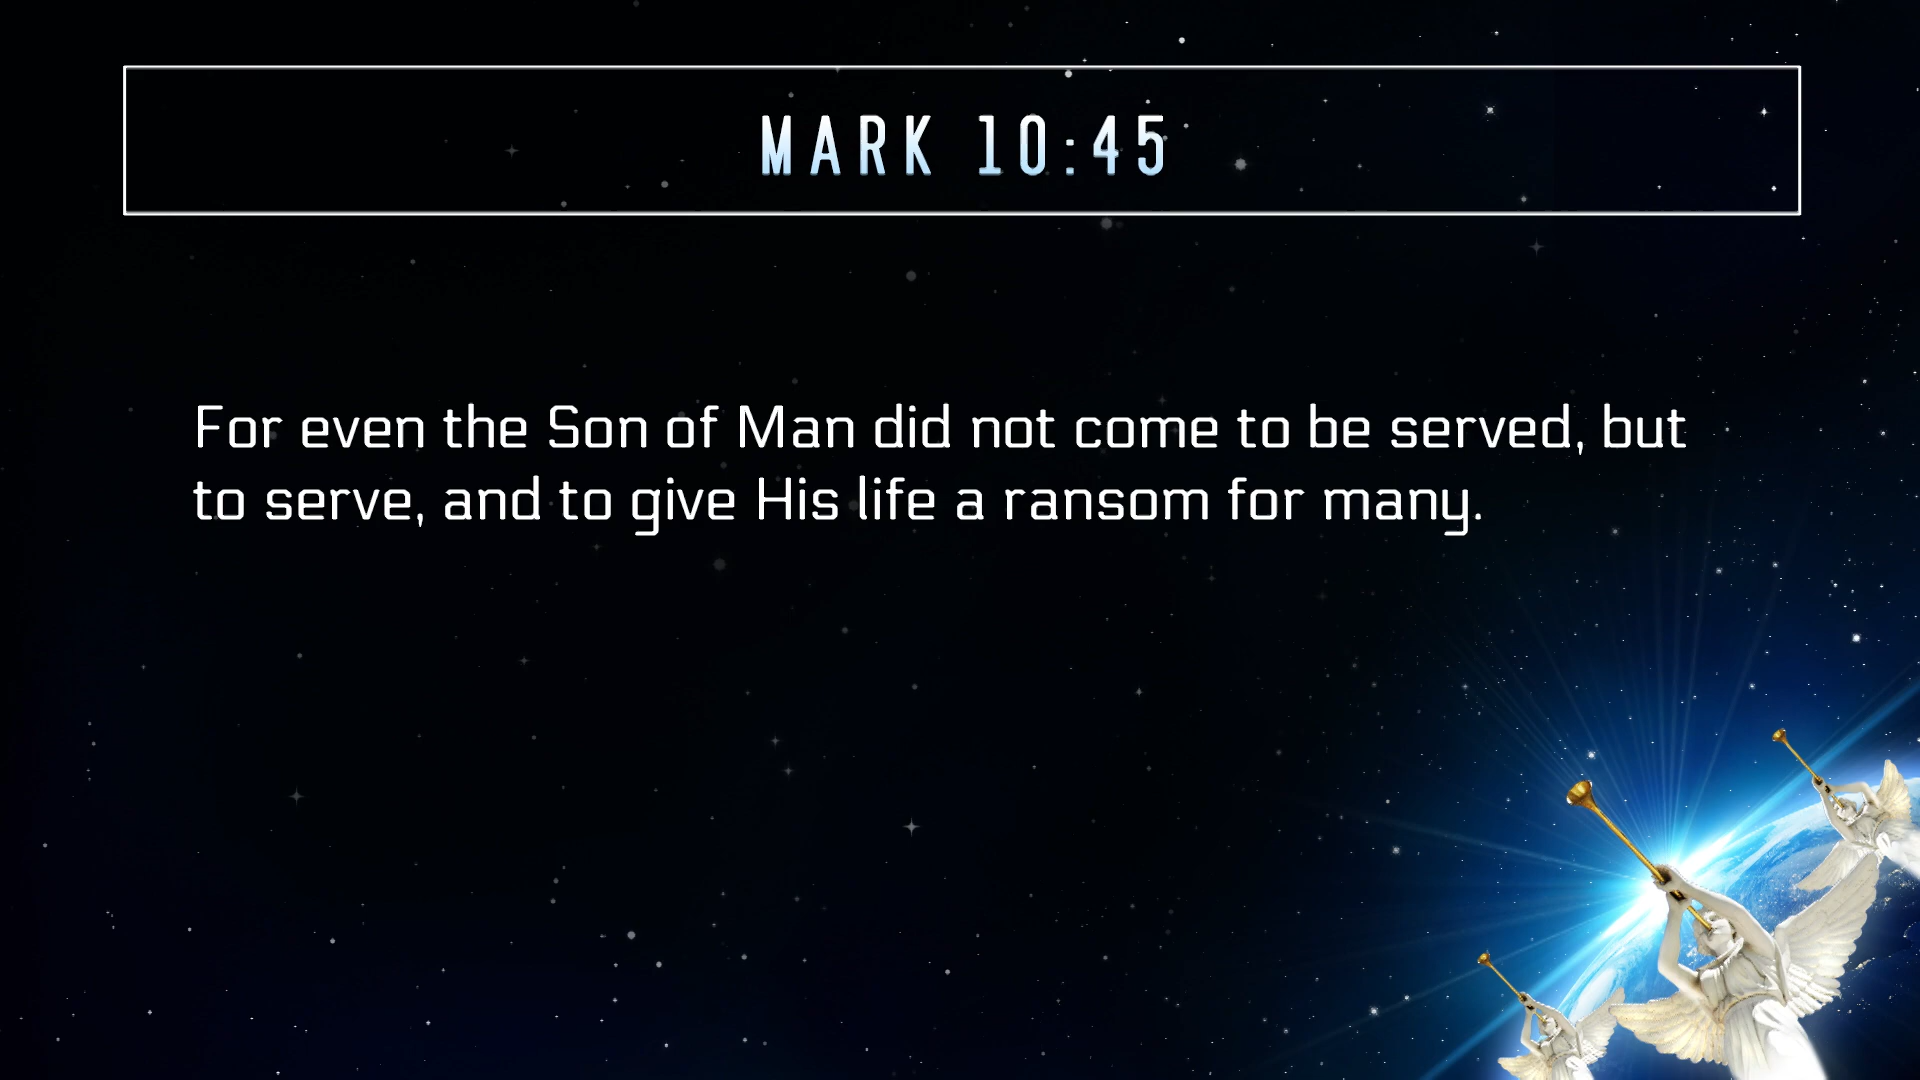 MARK 10:45
For even the Son of Man did not come to be served, but
to serve, and to give His life a ransom for many.